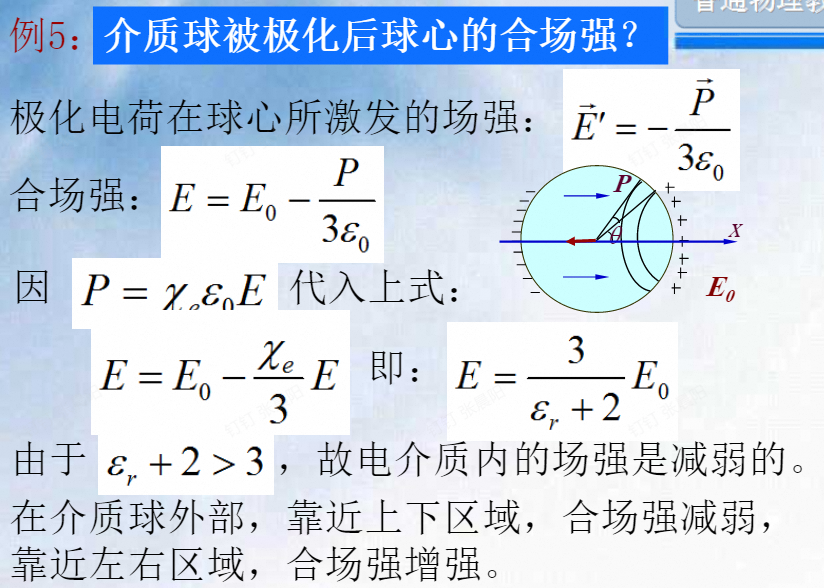 普通物理教
例5：介质球被极化后球心的合场强？
极化电荷在球心所激发的场强：$\vec{E}' = -\frac{\vec{P}}{3\varepsilon_0}$
合场强：$E = E_0 - \frac{P}{3\varepsilon_0}$
P
θ
X
E₀
因 $P = \chi_e \varepsilon_0 E$ 代入上式：
$E = E_0 - \frac{\chi_e}{3} E$ 即：$E = \frac{3}{\varepsilon_r + 2} E_0$
由于 $\varepsilon_r + 2 > 3$，故电介质内的场强是减弱的。
在介质球外部，靠近上下区域，合场强减弱，
靠近左右区域，合场强增强。